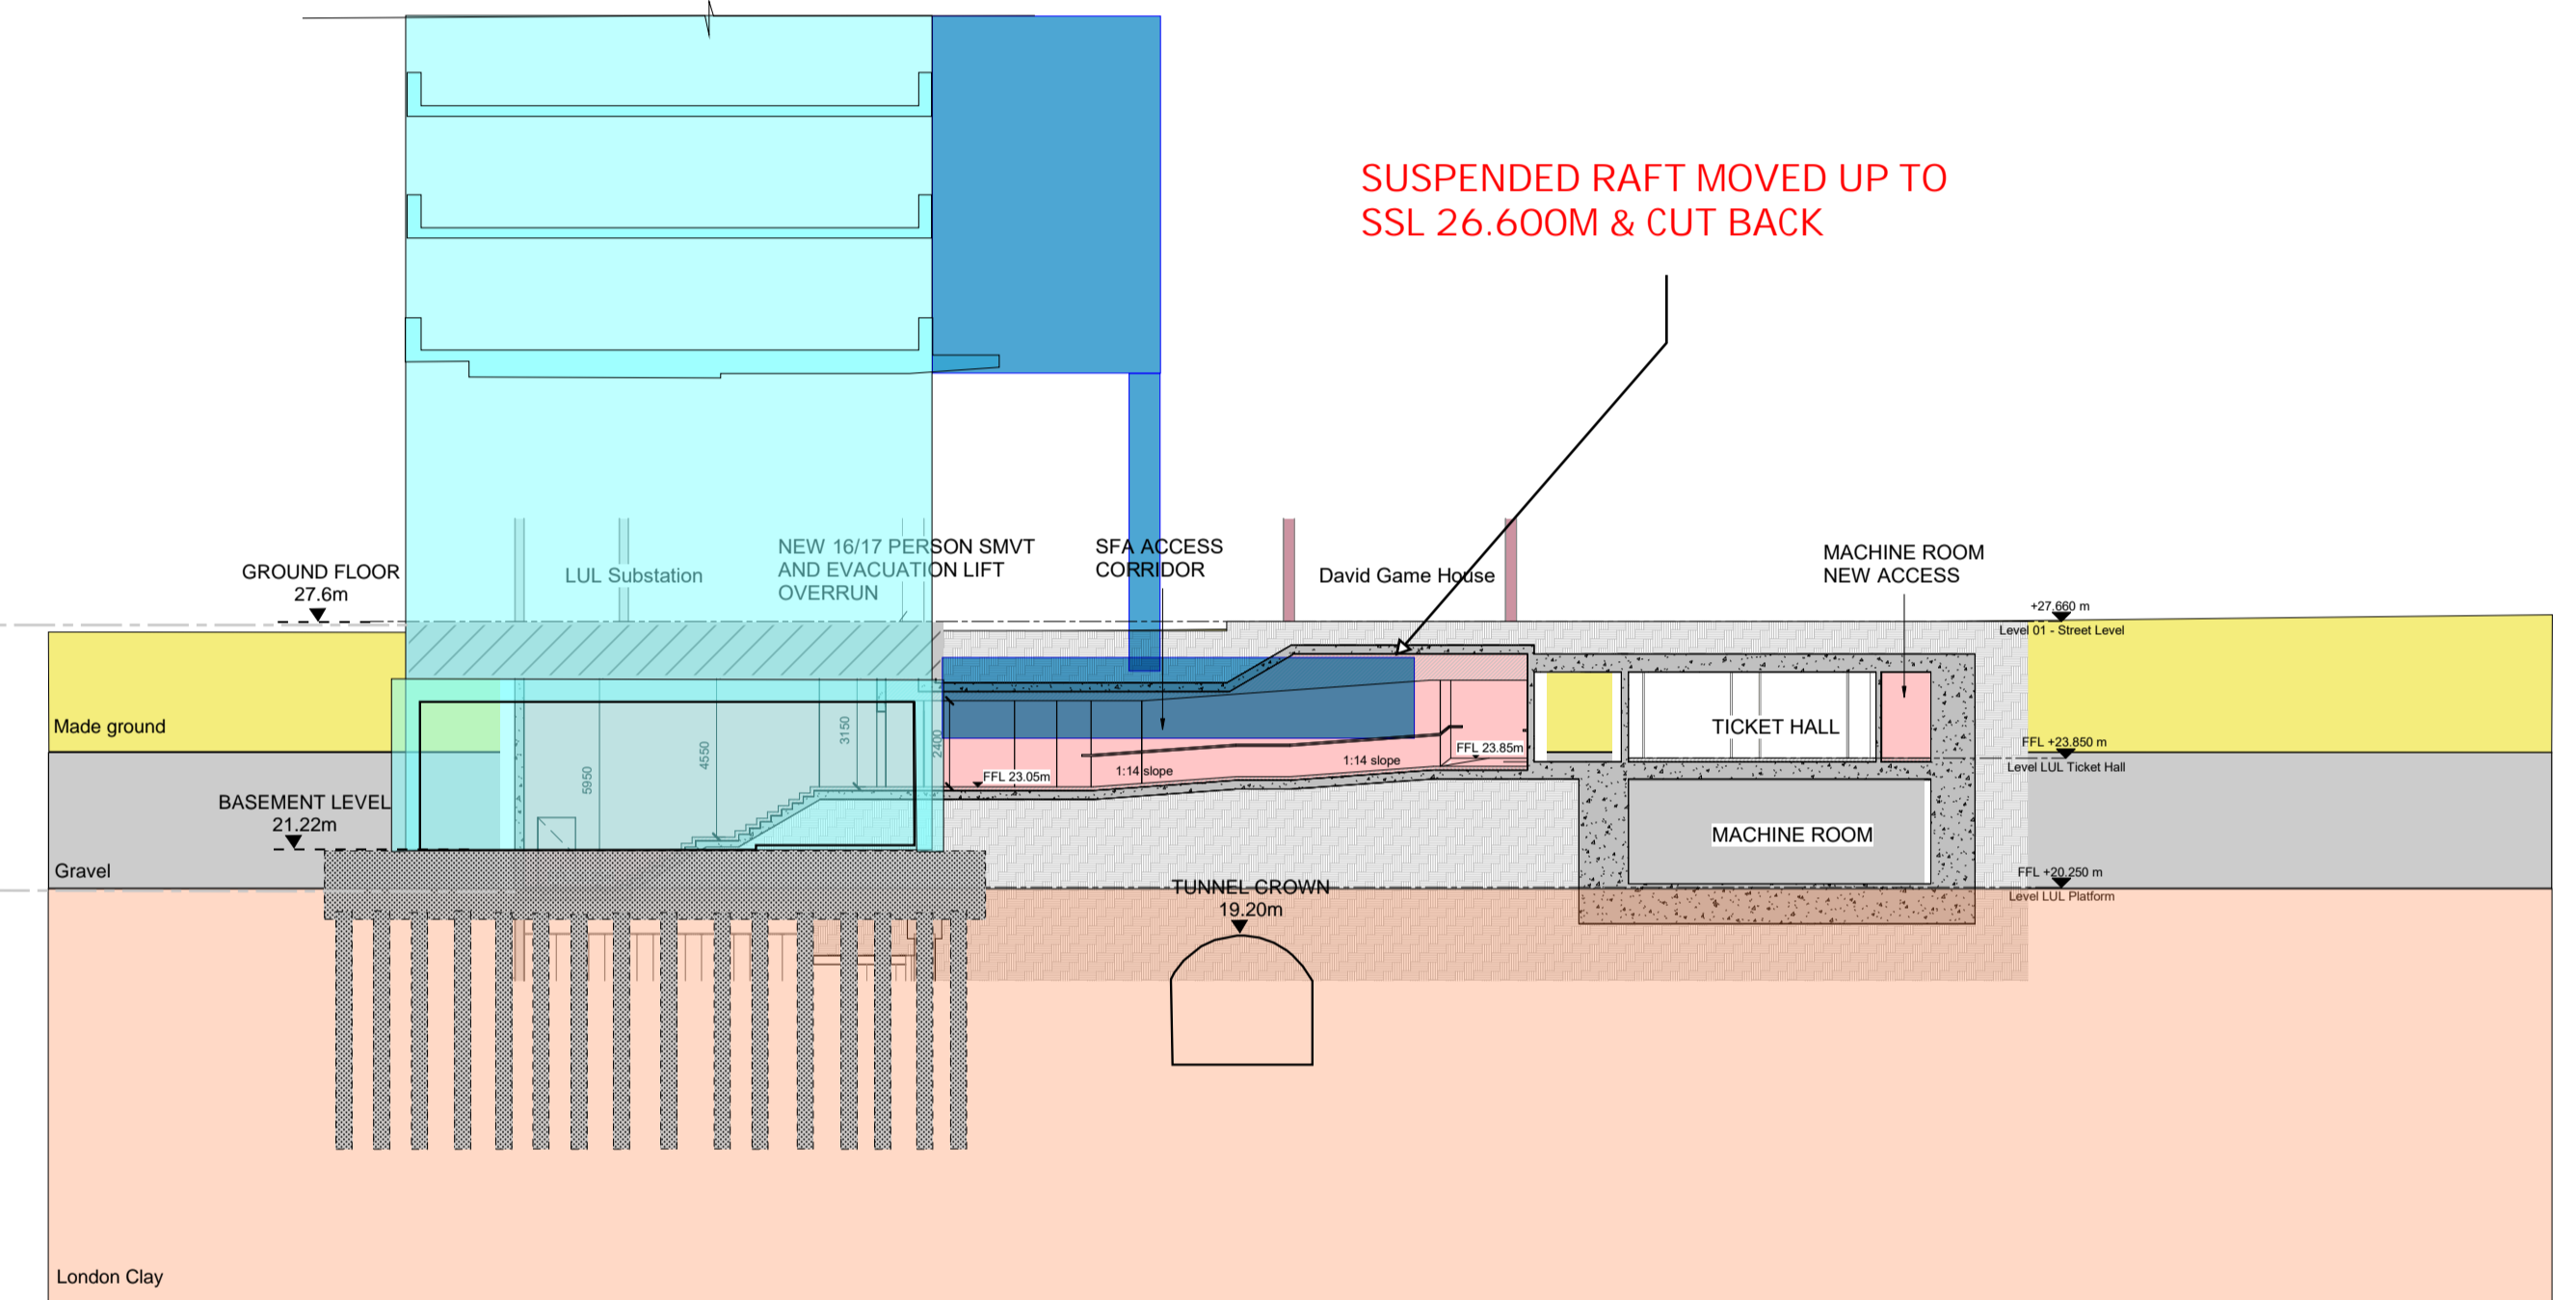 SUSPENDED RAFT MOVED UP TO
SSL 26.600M & CUT BACK
NEW 16/17 PERSON SMVT
AND EVACUATION LIFT
OVERRUN
SFA ACCESS
CORRIDOR
MACHINE ROOM
NEW ACCESS
GROUND FLOOR
27.6m
LUL Substation
David Game House
+27.660 m
Level 01 - Street Level
Made ground
TICKET HALL
3150
2400
4550
5950
FFL 23.05m
1:14 slope
1:14 slope
FFL 23.85m
FFL +23.850 m
Level LUL Ticket Hall
BASEMENT LEVEL
21.22m
MACHINE ROOM
Gravel
FFL +20.250 m
Level LUL Platform
TUNNEL CROWN
19.20m
London Clay